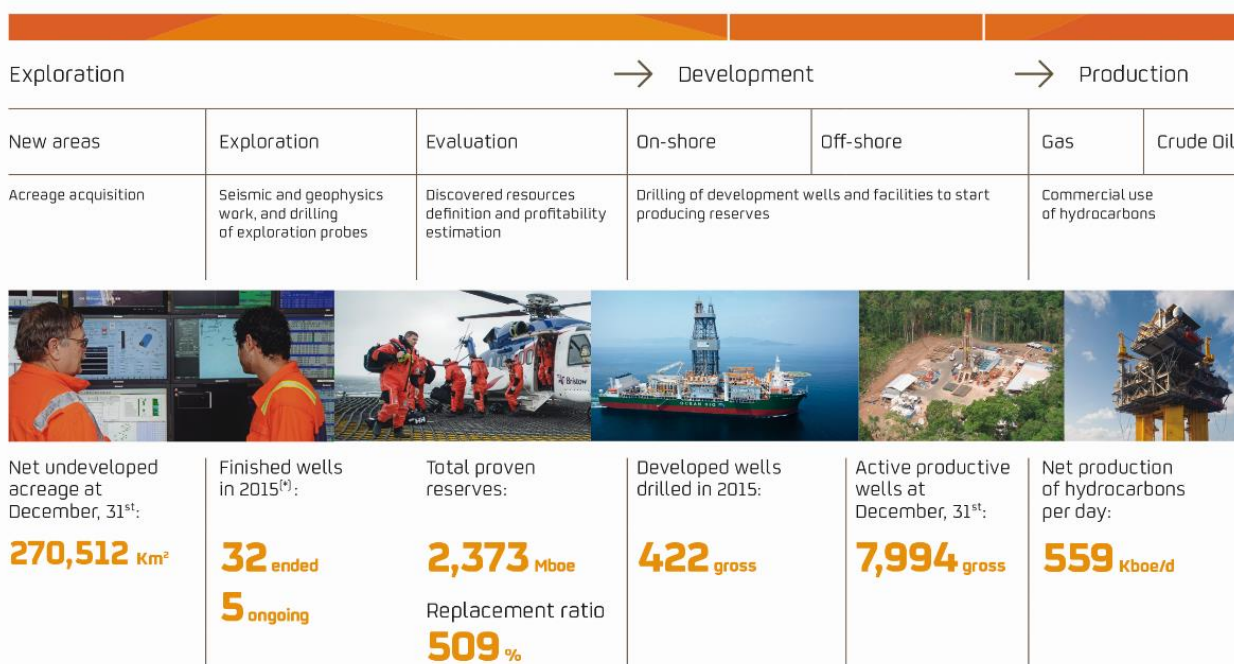 Exploration
Development
Production
New areas
Exploration
Evaluation
On-shore
Off-shore
Gas
Crude Oil
Acreage acquisition
Seismic and geophysics
work, and drilling
of exploration probes
Discovered resources
definition and profitability
estimation
Drilling of development wells and facilities to start
producing reserves
Commercial use
of hydrocarbons
Bristow
OCEAN RIG
Net undeveloped
acreage at
December, 31st:
270,512 Km²
Finished wells
in 2015(*):
32 ended
5 ongoing
Total proven
reserves:
2,373 Mboe
Replacement ratio
509 %
Developed wells
drilled in 2015:
422 gross
Active productive
wells at
December, 31st:
7,994 gross
Net production
of hydrocarbons
per day:
559 Kboe/d